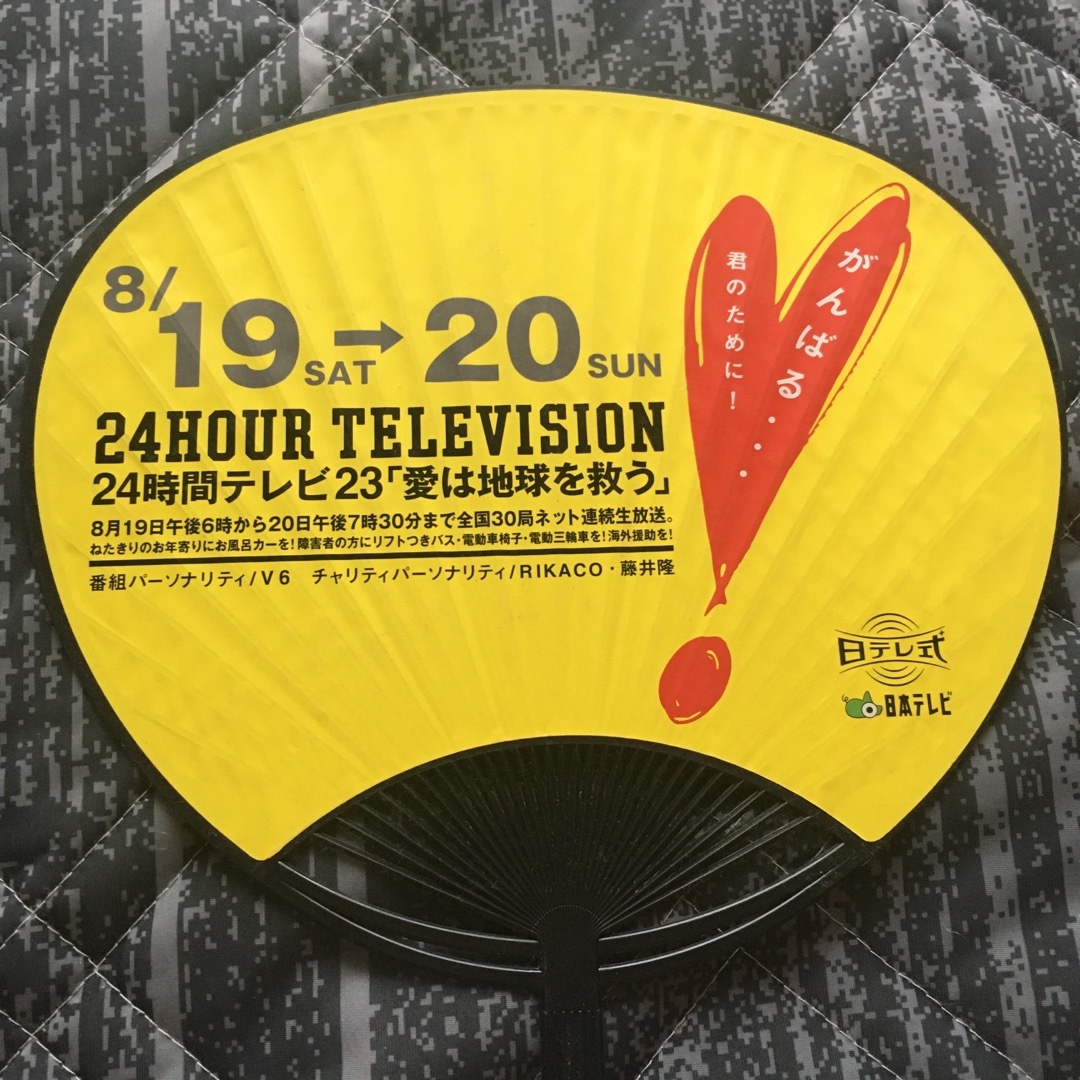 8/19SAT→20SUN
24HOUR TELEVISION
24時間テレビ23「愛は地球を救う」
8月19日午後6時から20日午後7時30分まで全国30局ネット連続生放送。
ねたきりのお年寄りにお風呂カーを!障害者の方にリフトつきバス・電動車椅子・電動三輪車を!海外援助を!
番組パーソナリティ/V6 チャリティパーソナリティ/RIKACO・藤井隆
がんばる・・・
君のために!
日テレ式
日本テレビ